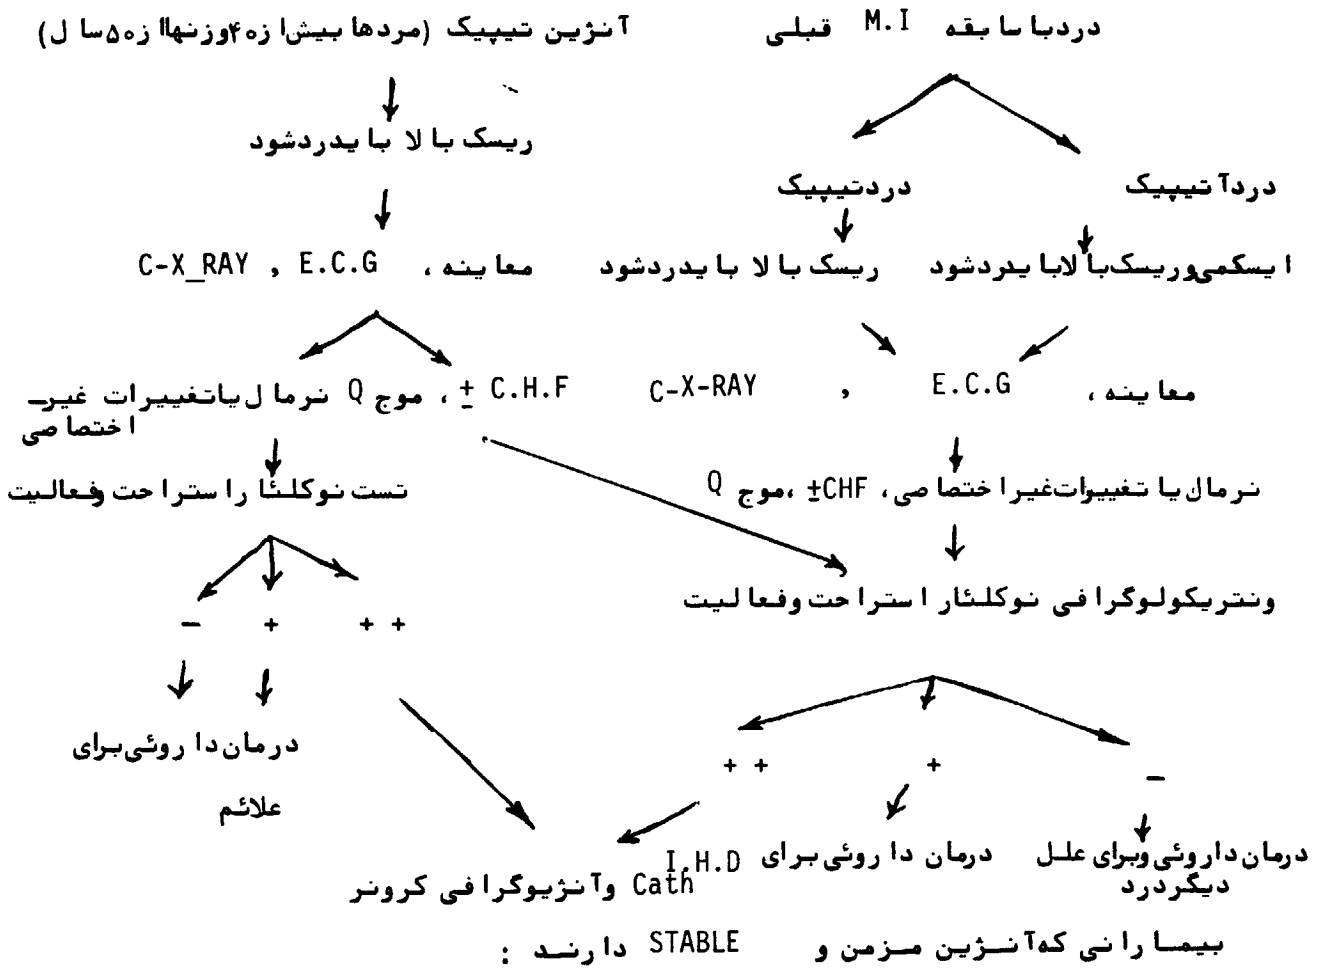 دردبا سابقه M.I قبلی
آنژین تیپیک (مردها بیش از ۴۰ وزنها از ۵۰ سال)
ریسک بالا باید رد شود
درد آتیپیک
درد تیپیک
ایسکمی و ریسک بالا باید رد شود
ریسک بالا باید رد شود
معاینه ، E.C.G , C-X_RAY
معاینه ، E.C.G , C-X-RAY
± C.H.F ، موج Q
نرمال یا تغییرات غیر-
اختصاصی
نرمال یا تغییرات غیر اختصاصی ، ±CHF ، موج Q
تست نوکلئار استراحت و فعالیت
ونتریکولوگرافی نوکلئار استراحت و فعالیت
- + ++
++ + -
درمان داروئی برای
علائم
درمان داروئی و برای علل
دیگر درد
درمان داروئی برای I.H.D
Cath و آنژیوگرافی کرونر
بیمارانی که آنژین مزمن و STABLE دارند :